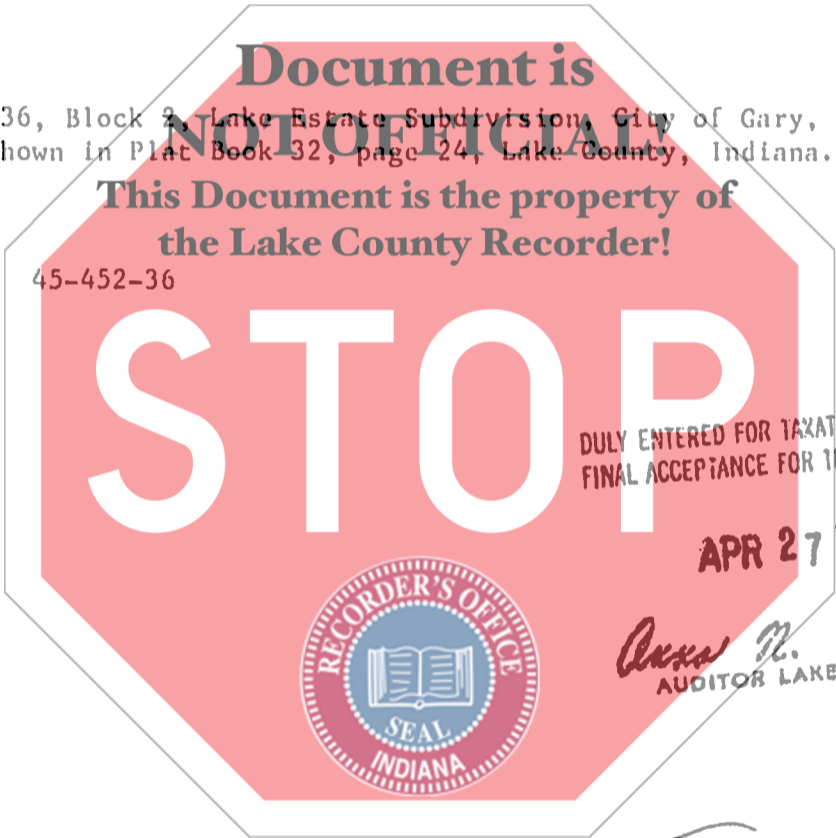 Document is
36, Block 2, Lake Estate Subdivision, City of Gary,
NOT OFFICIAL!
hown in Plat Book 32, page 24, Lake County, Indiana.
This Document is the property of
the Lake County Recorder!
45-452-36
STOP
DULY ENTERED FOR TAXAT
FINAL ACCEPTANCE FOR
APR 27
RECORDER'S OFFICE
SEAL
INDIANA
N.
AUDITOR LAKE